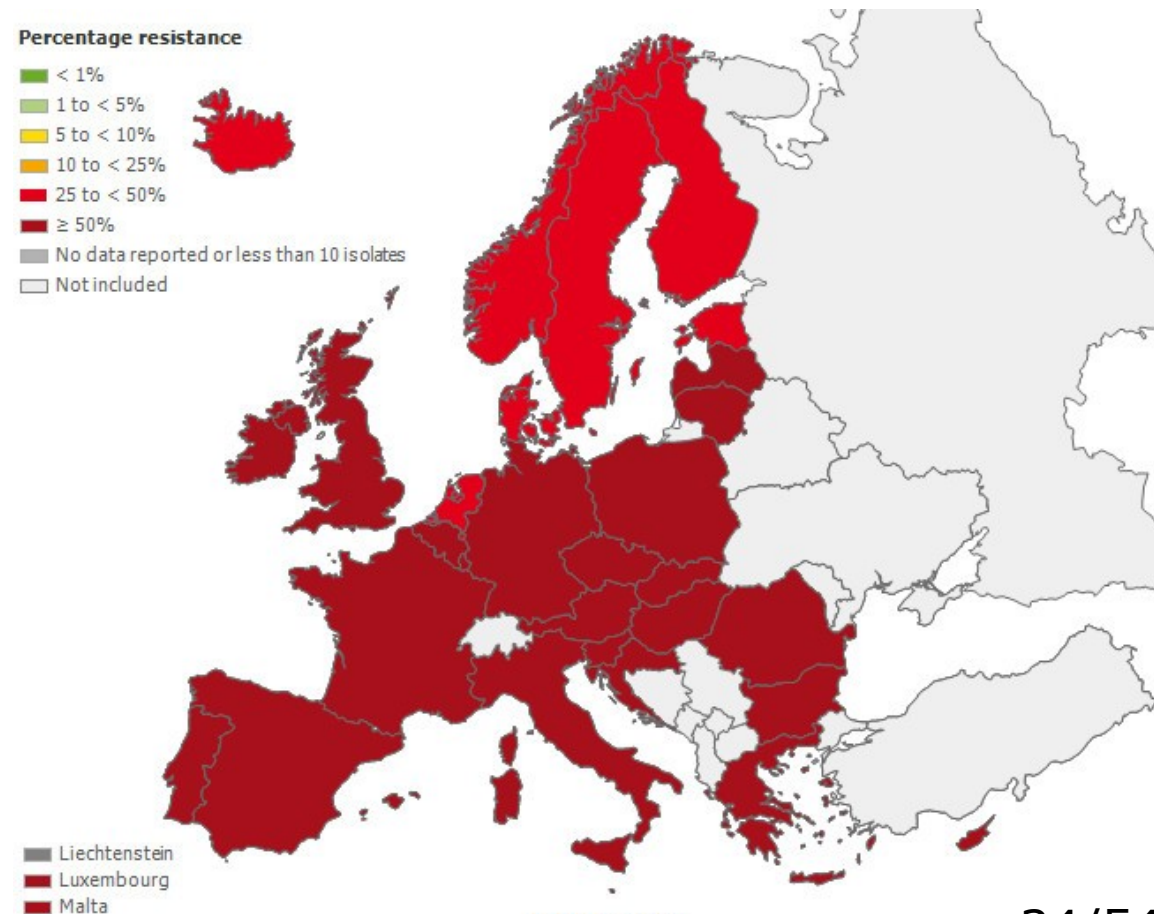 Percentage resistance
< 1%
1 to < 5%
5 to < 10%
10 to < 25%
25 to < 50%
≥ 50%
No data reported or less than 10 isolates
Not included
Liechtenstein
Luxembourg
Malta